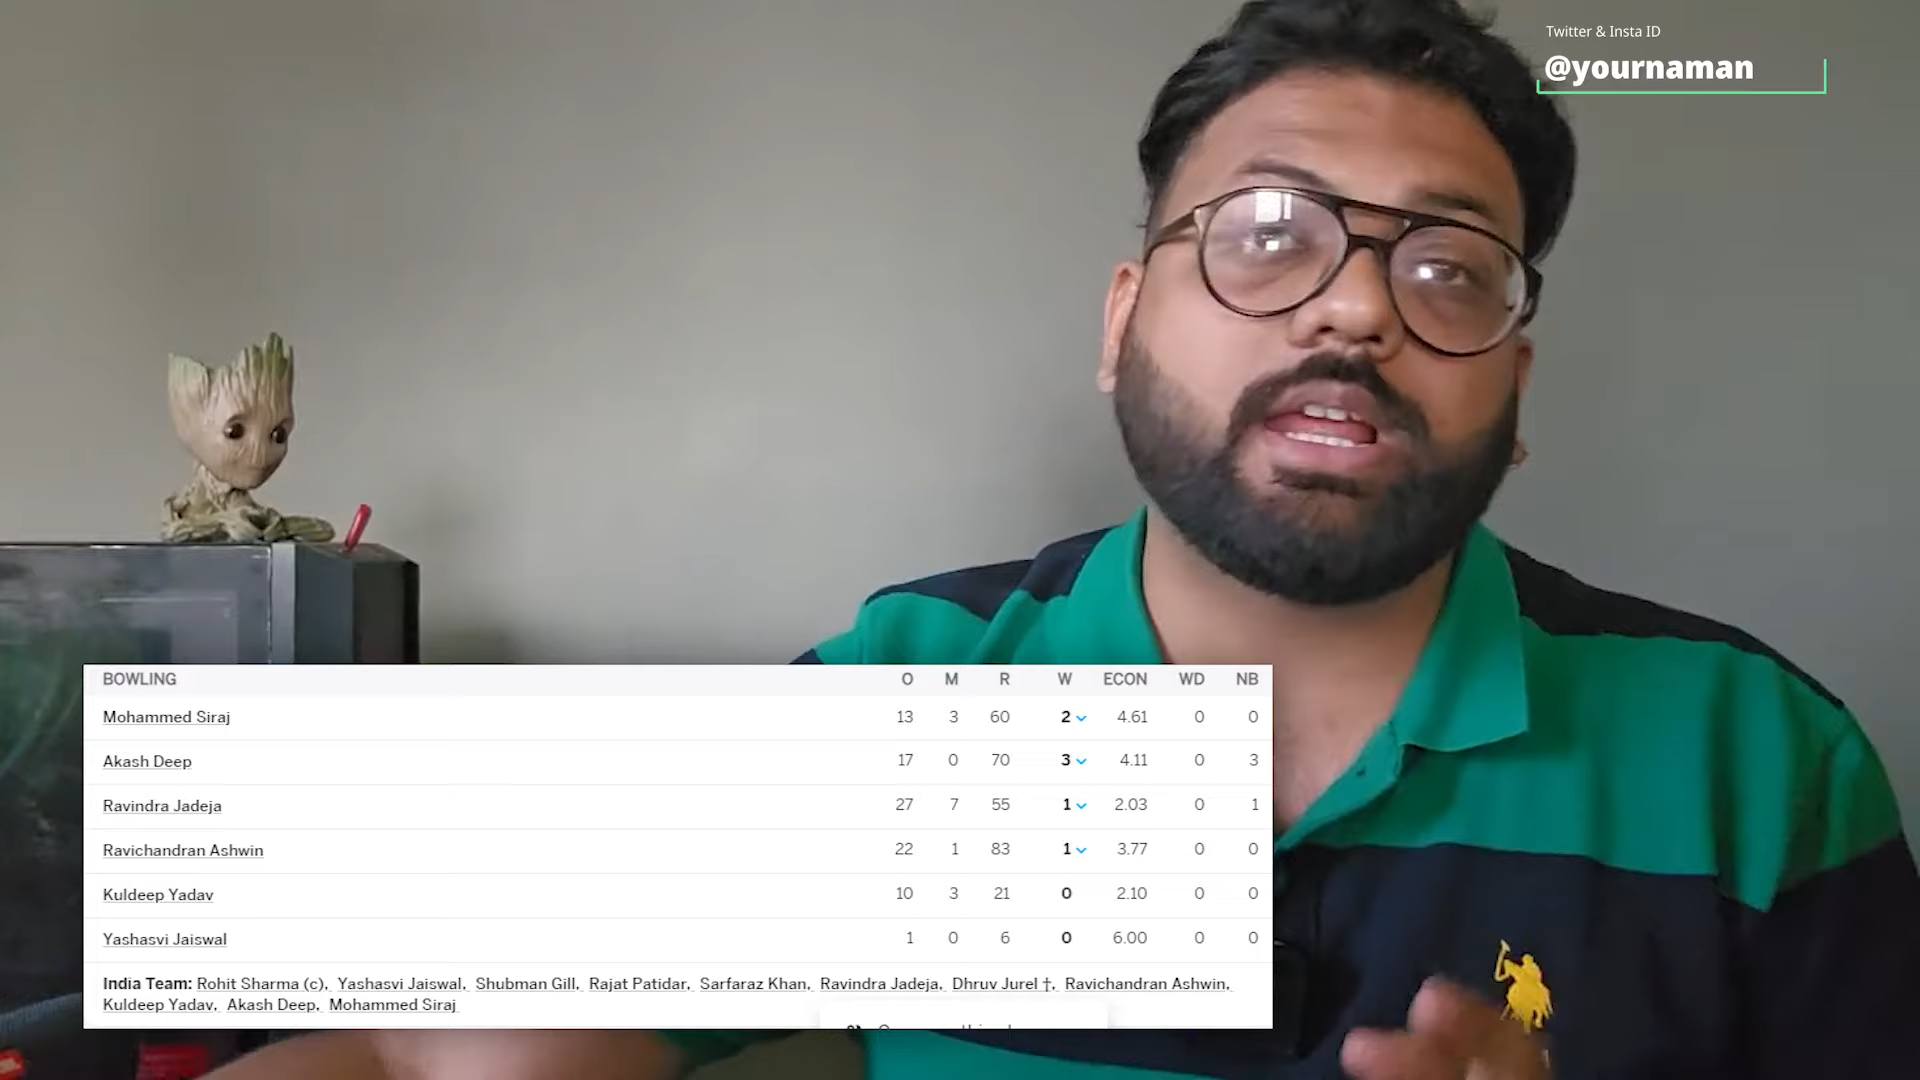 Twitter & Insta ID
@yournaman
BOWLING O M R W ECON WD NB
Mohammed Siraj 13 3 60 2 4.61 0 0
Akash Deep 17 0 70 3 4.11 0 3
Ravindra Jadeja 27 7 55 1 2.03 0 1
Ravichandran Ashwin 22 1 83 1 3.77 0 0
Kuldeep Yadav 10 3 21 0 2.10 0 0
Yashasvi Jaiswal 1 0 6 0 6.00 0 0
India Team: Rohit Sharma (c), Yashasvi Jaiswal, Shubman Gill, Rajat Patidar, Sarfaraz Khan, Ravindra Jadeja, Dhruv Jurel †, Ravichandran Ashwin,
Kuldeep Yadav, Akash Deep, Mohammed Siraj